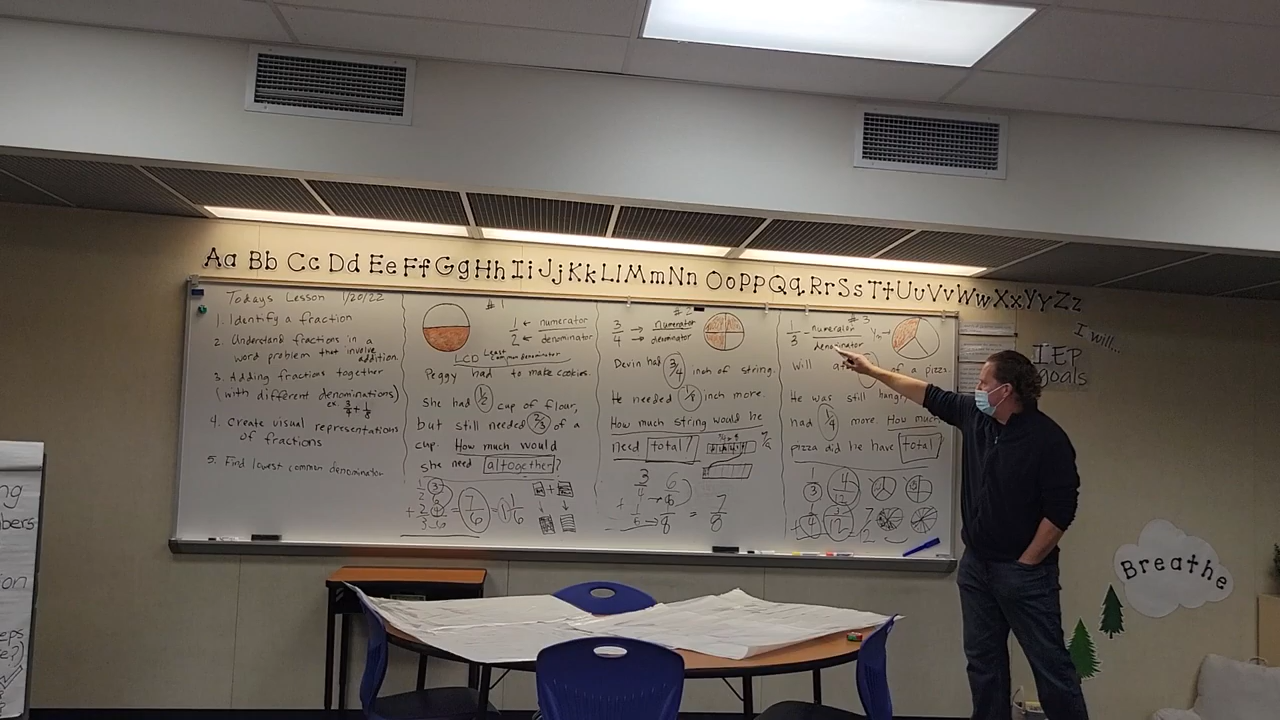 Aa Bb Cc Dd Ee Ff Gg Hh Ii Jj Kk Ll Mm Nn Oo Pp Qq Rr Ss Tt Uu Vv Ww Xx Yy Zz
Todays Lesson 1/20/22
1. Identify a fraction
2. Understand fractions in a
word problem that involve
addition.
3. Adding fractions together
(with different denominations)
ex. 3/4 + 1/8
4. Create visual representations
of fractions
5. Find lowest common denominator
#1
1 ← numerator
2 ← denominator
LCD Least Common denominator
Peggy had to make cookies.
She had 1/2 cup of flour,
but still needed 2/3 of a
cup. How much would
she need altogether?
= 7/6 = 1 1/6
#2
3 → numerator
4 → denominator
Devin had 3/4 inch of string.
He needed 1/8 inch more.
How much string would he
need total?
3/4 6/8
= 7/8
#3
1 - numerator
3 denominator
1/3 →
Will of a pizza.
He was still hungry
had 1/4 more. How much
pizza did he have total?
I will...
IEP
goals
Breathe
ng
bers
on
eps